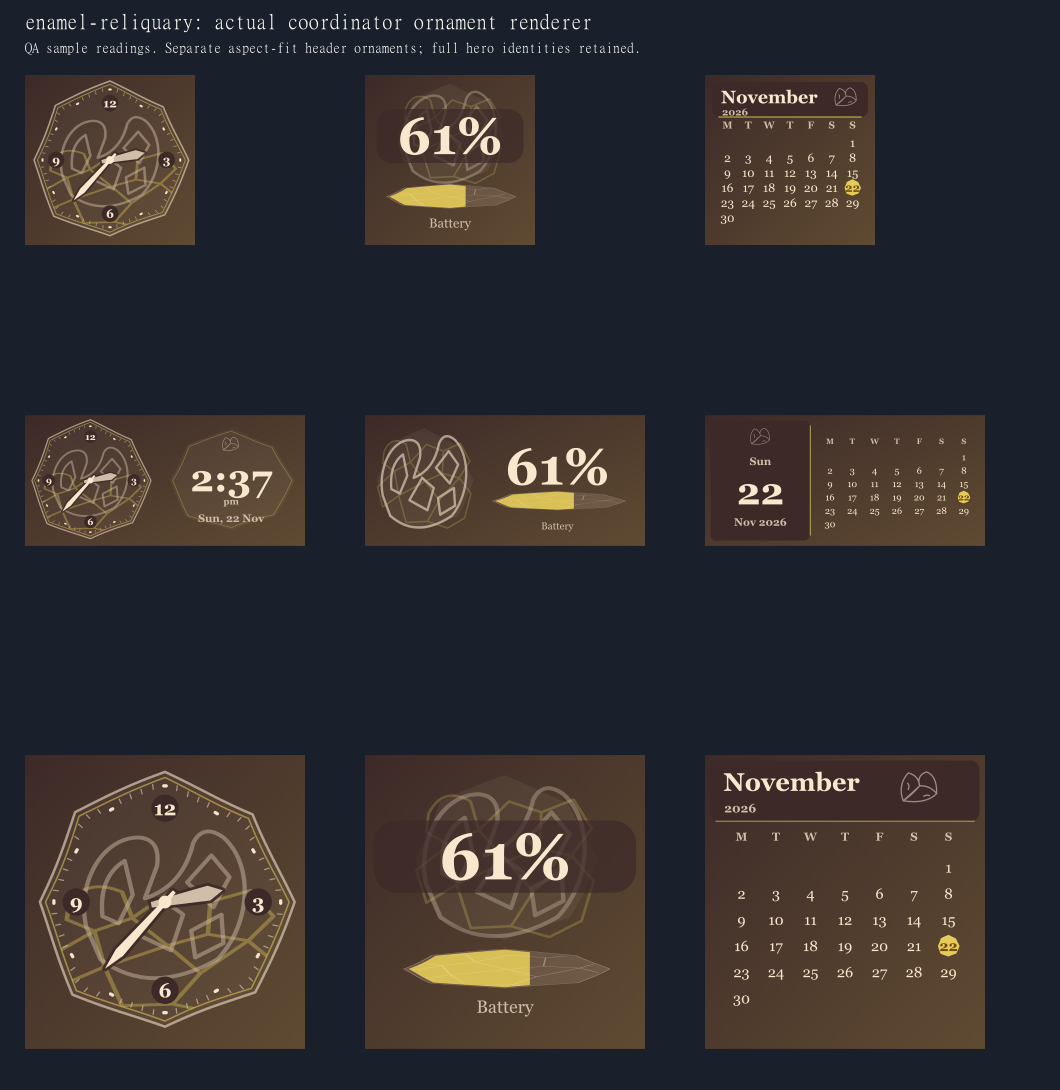 enamel-reliquary: actual coordinator ornament renderer
QA sample readings. Separate aspect-fit header ornaments; full hero identities retained.
12
9 3
6
61%
Battery
November
2026
M T W T F S S
1
2 3 4 5 6 7 8
9 10 11 12 13 14 15
16 17 18 19 20 21 22
23 24 25 26 27 28 29
30
12
9 3
6
2:37
pm
Sun, 22 Nov
61%
Battery
Sun
22
Nov 2026
M T W T F S S
1
2 3 4 5 6 7 8
9 10 11 12 13 14 15
16 17 18 19 20 21 22
23 24 25 26 27 28 29
30
12
9 3
6
61%
Battery
November
2026
M T W T F S S
1
2 3 4 5 6 7 8
9 10 11 12 13 14 15
16 17 18 19 20 21 22
23 24 25 26 27 28 29
30